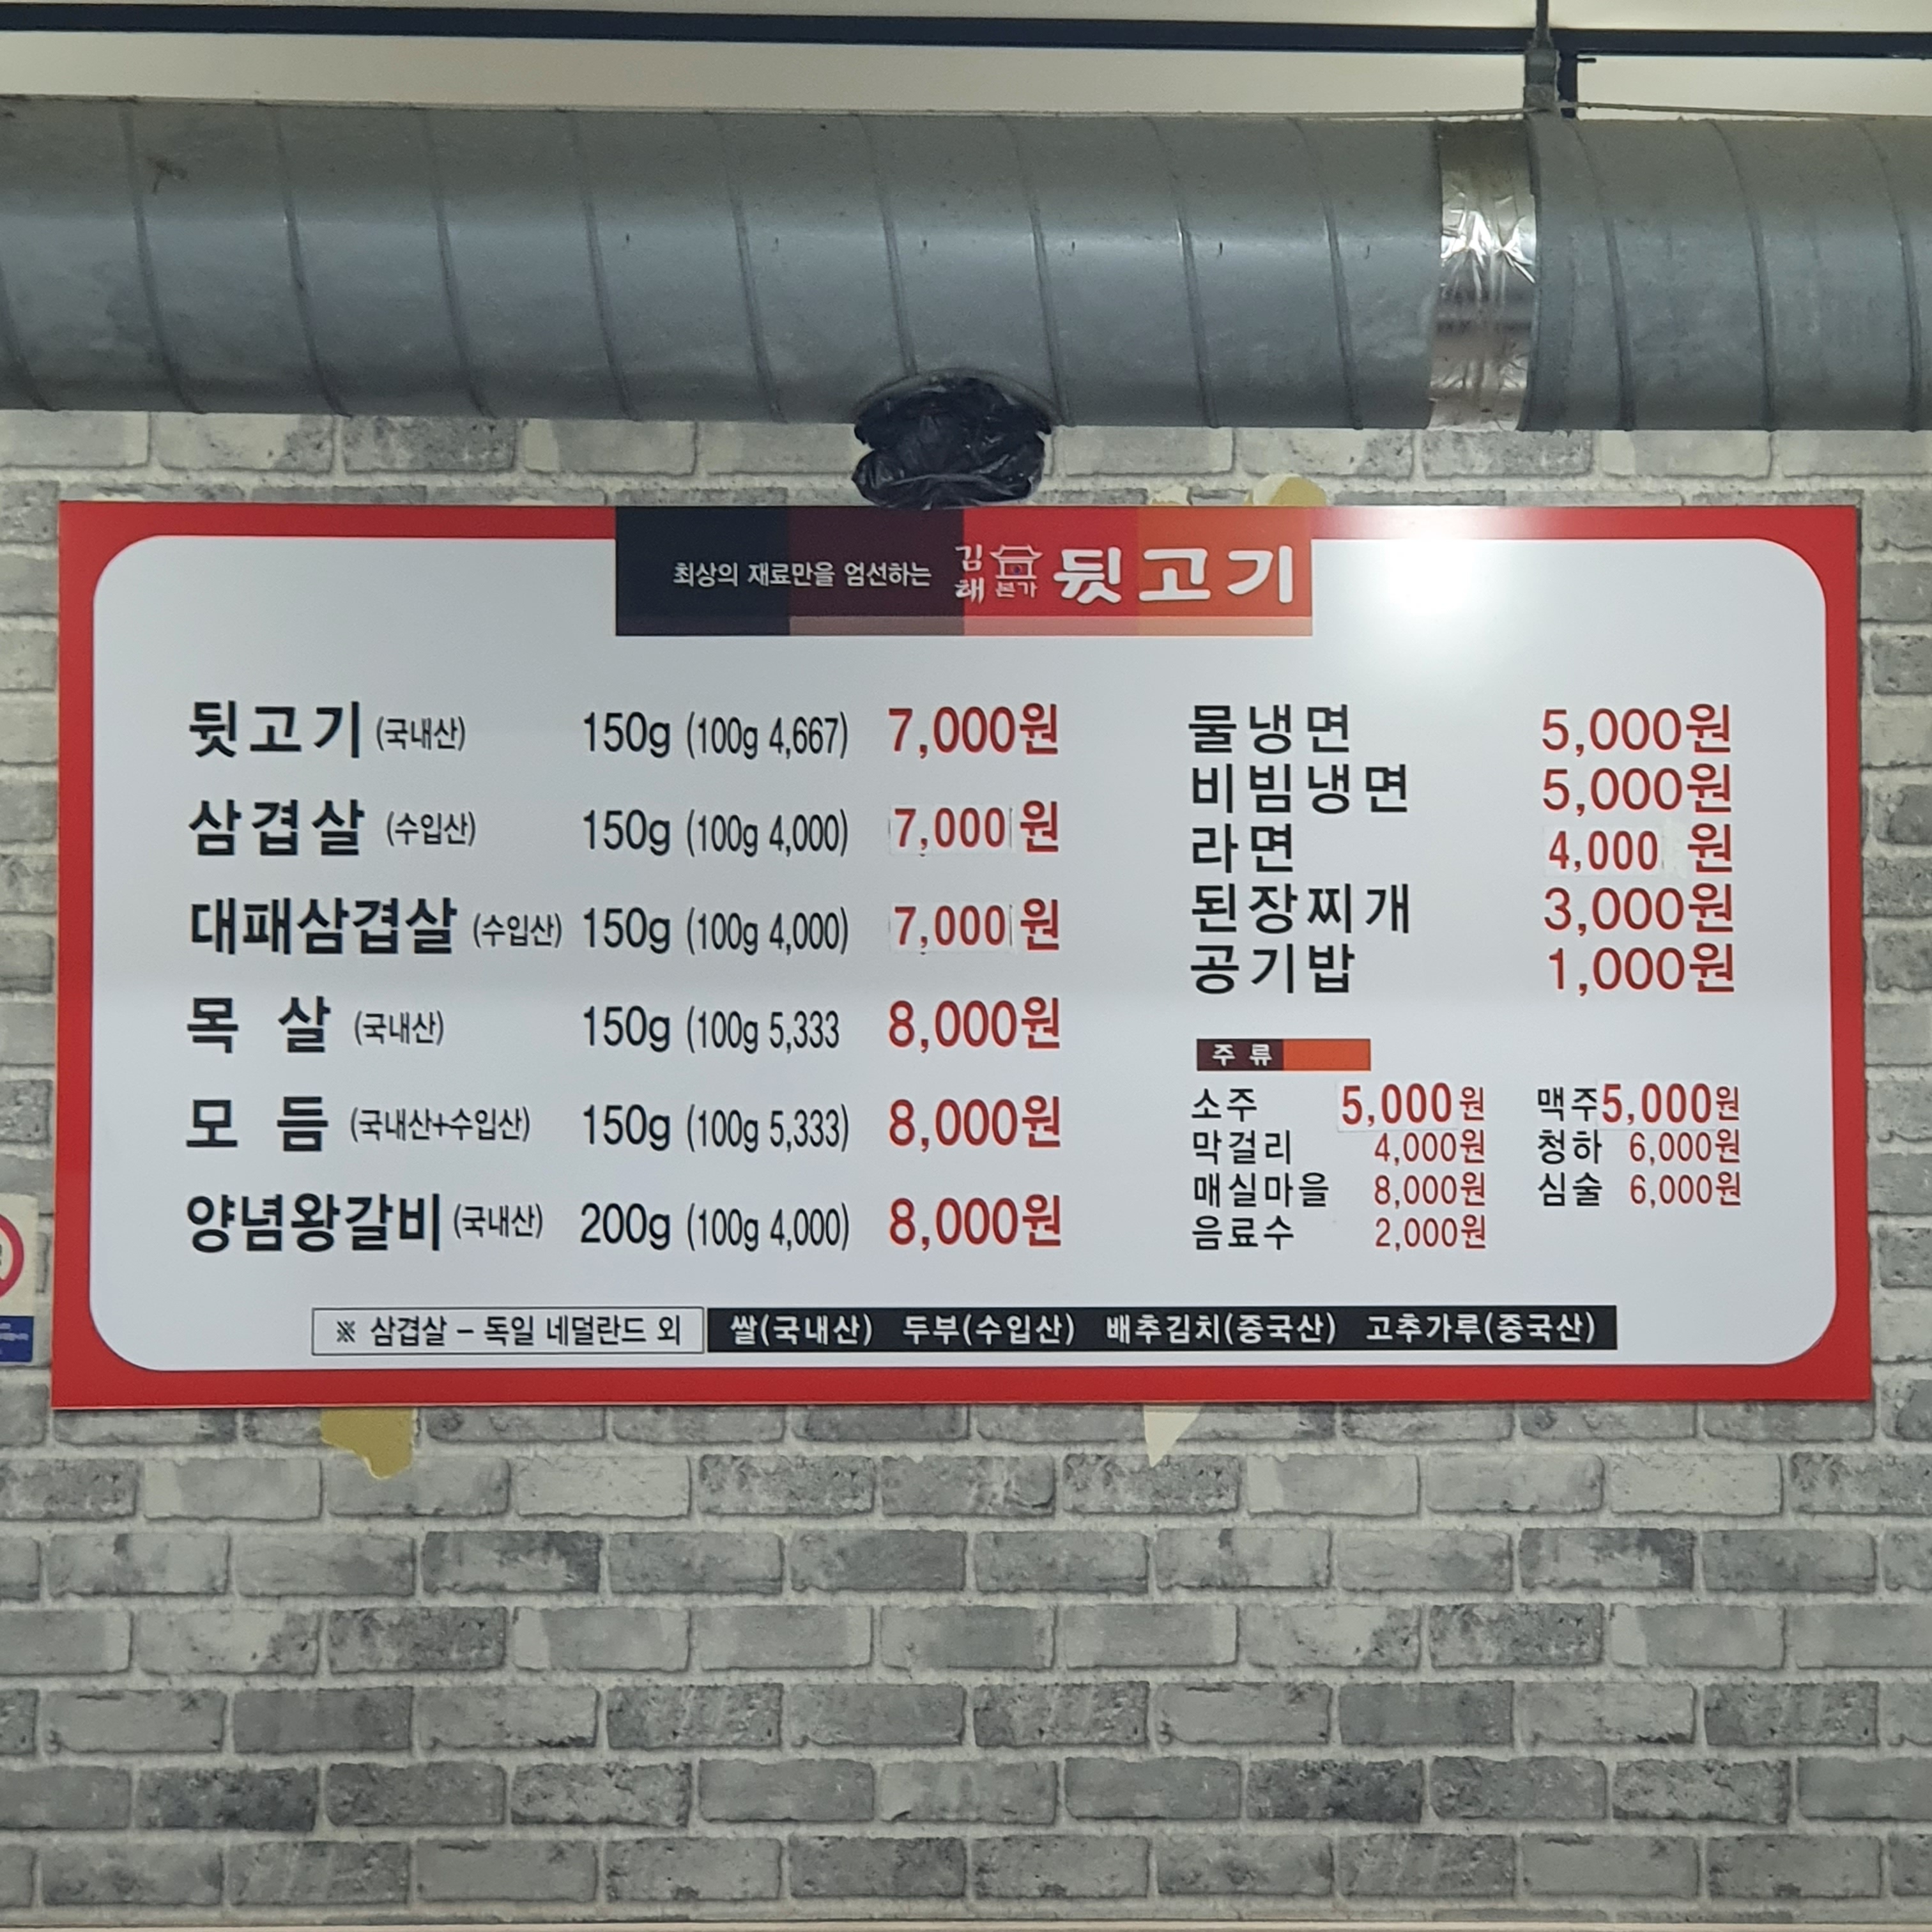 최상의 재료만을 엄선하는 김해 본가 뒷고기
뒷고기 (국내산) 150g (100g 4,667) 7,000원
삼겹살 (수입산) 150g (100g 4,000) 7,000원
대패삼겹살 (수입산) 150g (100g 4,000) 7,000원
목 살 (국내산) 150g (100g 5,333 8,000원
모 듬 (국내산+수입산) 150g (100g 5,333) 8,000원
양념왕갈비 (국내산) 200g (100g 4,000) 8,000원
물냉면 5,000원
비빔냉면 5,000원
라면 4,000 원
된장찌개 3,000원
공기밥 1,000원
주 류
소주 5,000원 맥주 5,000원
막걸리 4,000원 청하 6,000원
매실마을 8,000원 심술 6,000원
음료수 2,000원
※ 삼겹살 - 독일 네덜란드 외 쌀(국내산) 두부(수입산) 배추김치(중국산) 고추가루(중국산)